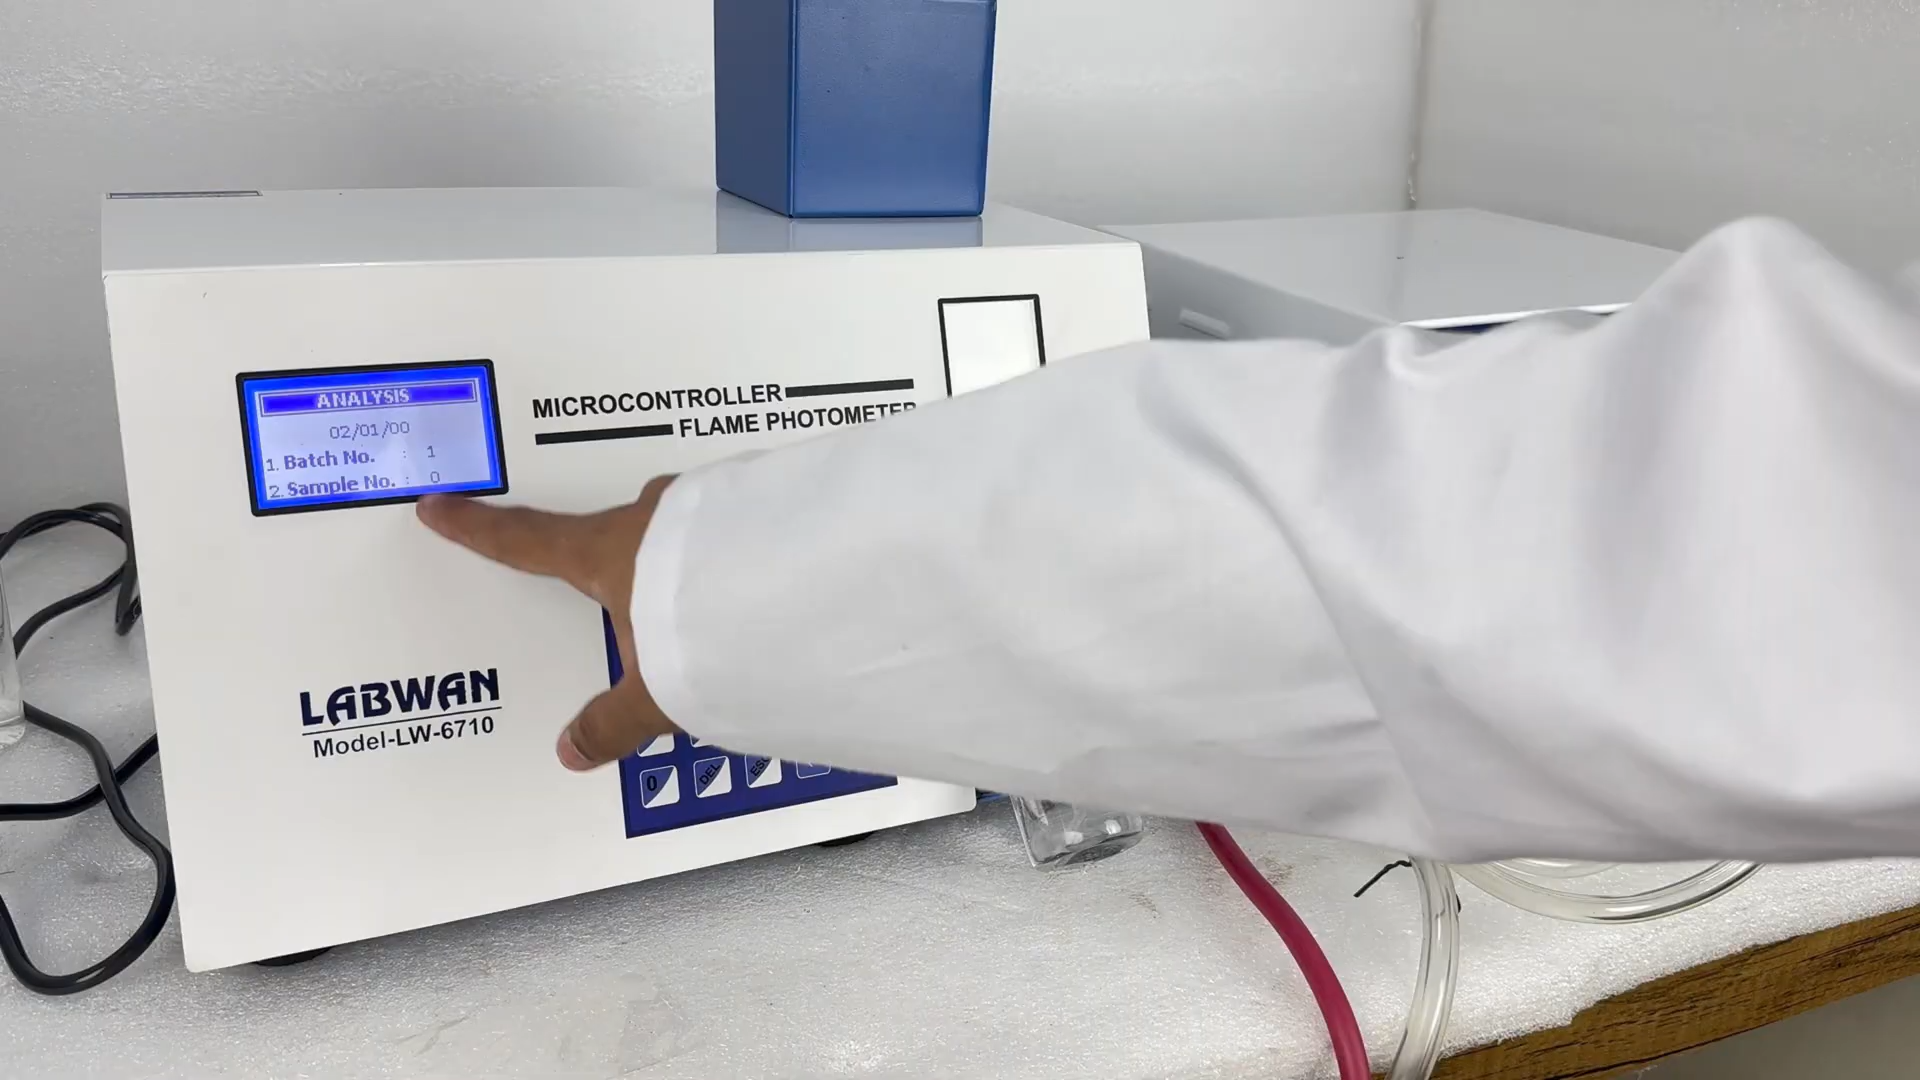 ANALYSIS
02/01/00
1. Batch No. : 1
2. Sample No. : 0
MICROCONTROLLER
FLAME PHOTOMETER
LABWAN
Model-LW-6710
0 DEL ESC